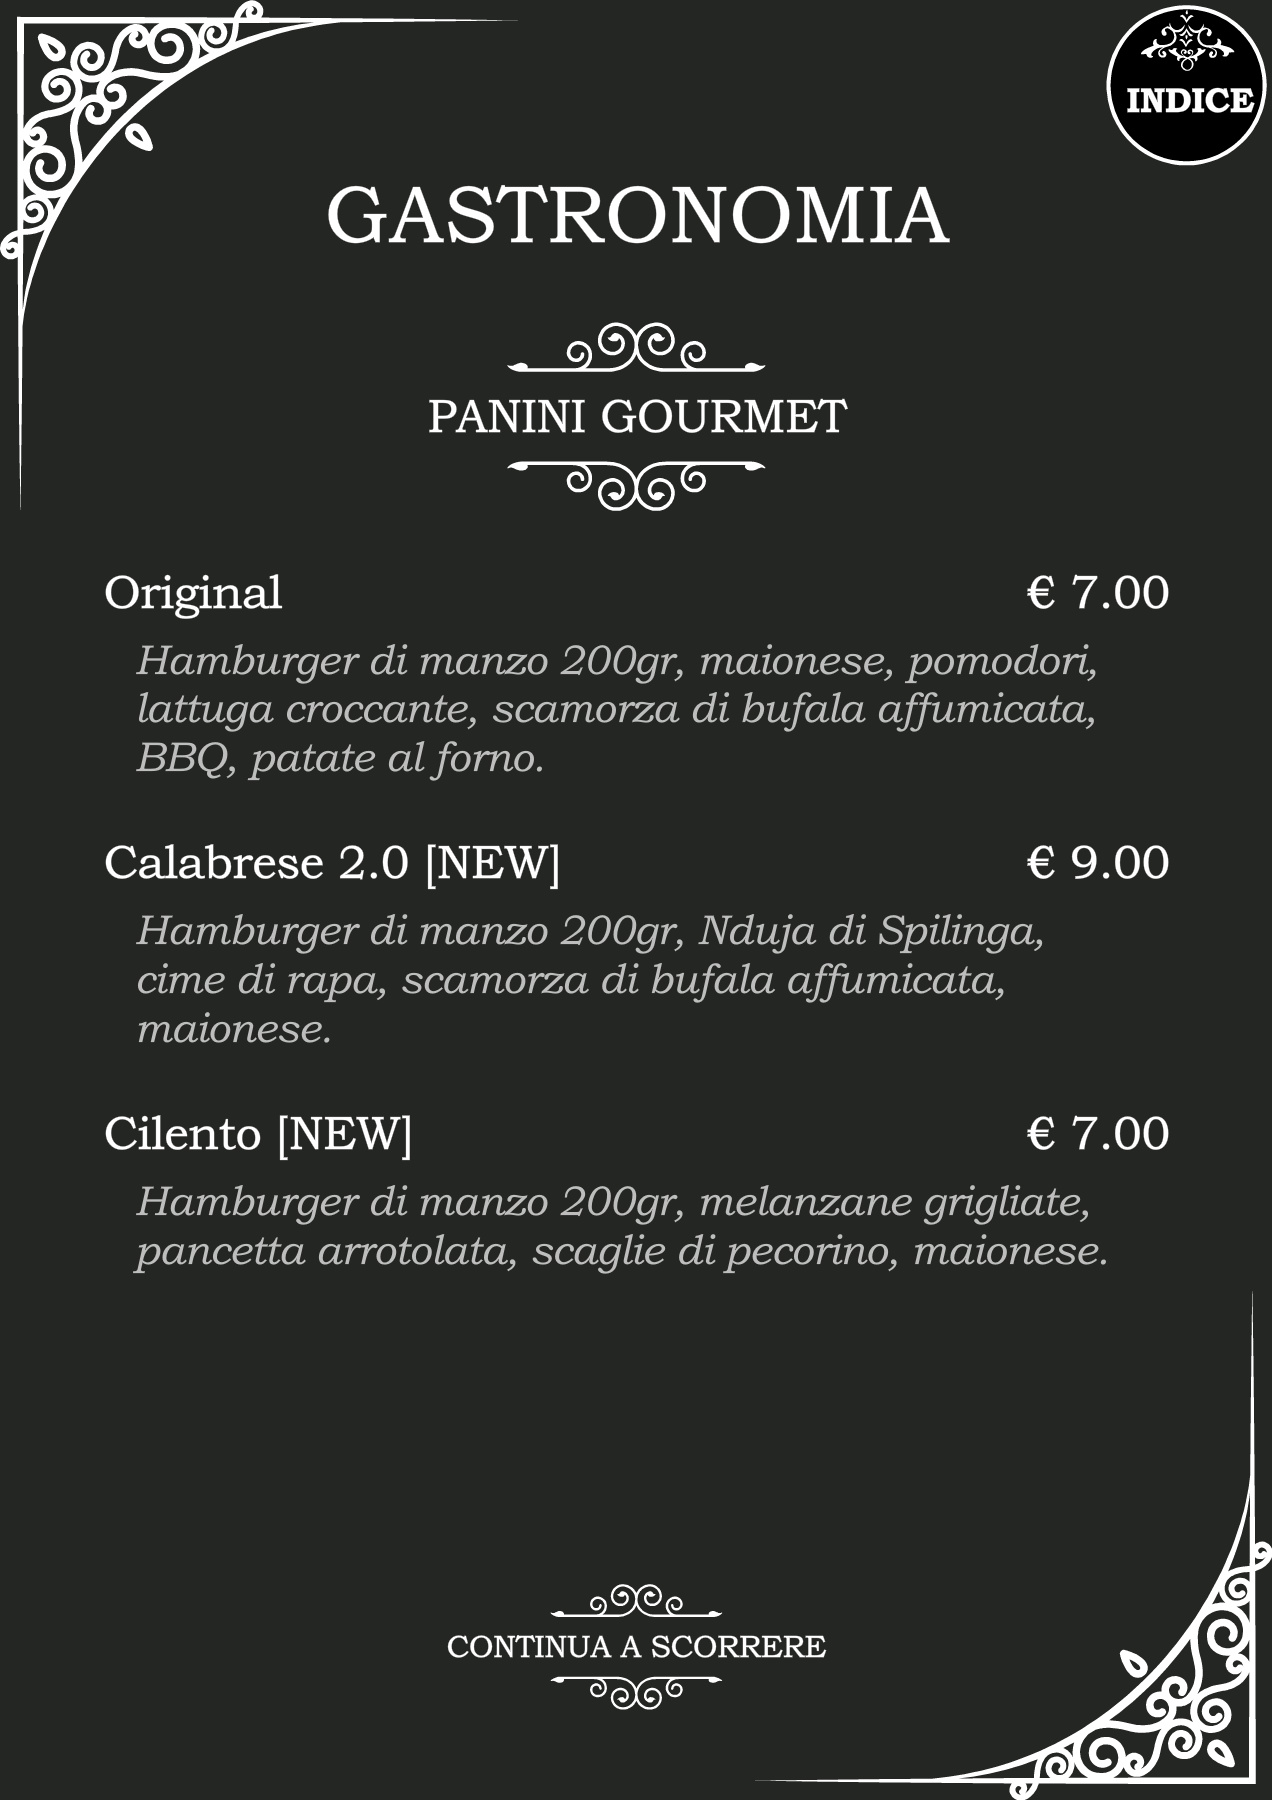 INDICE
GASTRONOMIA
PANINI GOURMET
Original € 7.00
Hamburger di manzo 200gr, maionese, pomodori,
lattuga croccante, scamorza di bufala affumicata,
BBQ, patate al forno.
Calabrese 2.0 [NEW] € 9.00
Hamburger di manzo 200gr, Nduja di Spilinga,
cime di rapa, scamorza di bufala affumicata,
maionese.
Cilento [NEW] € 7.00
Hamburger di manzo 200gr, melanzane grigliate,
pancetta arrotolata, scaglie di pecorino, maionese.
CONTINUA A SCORRERE